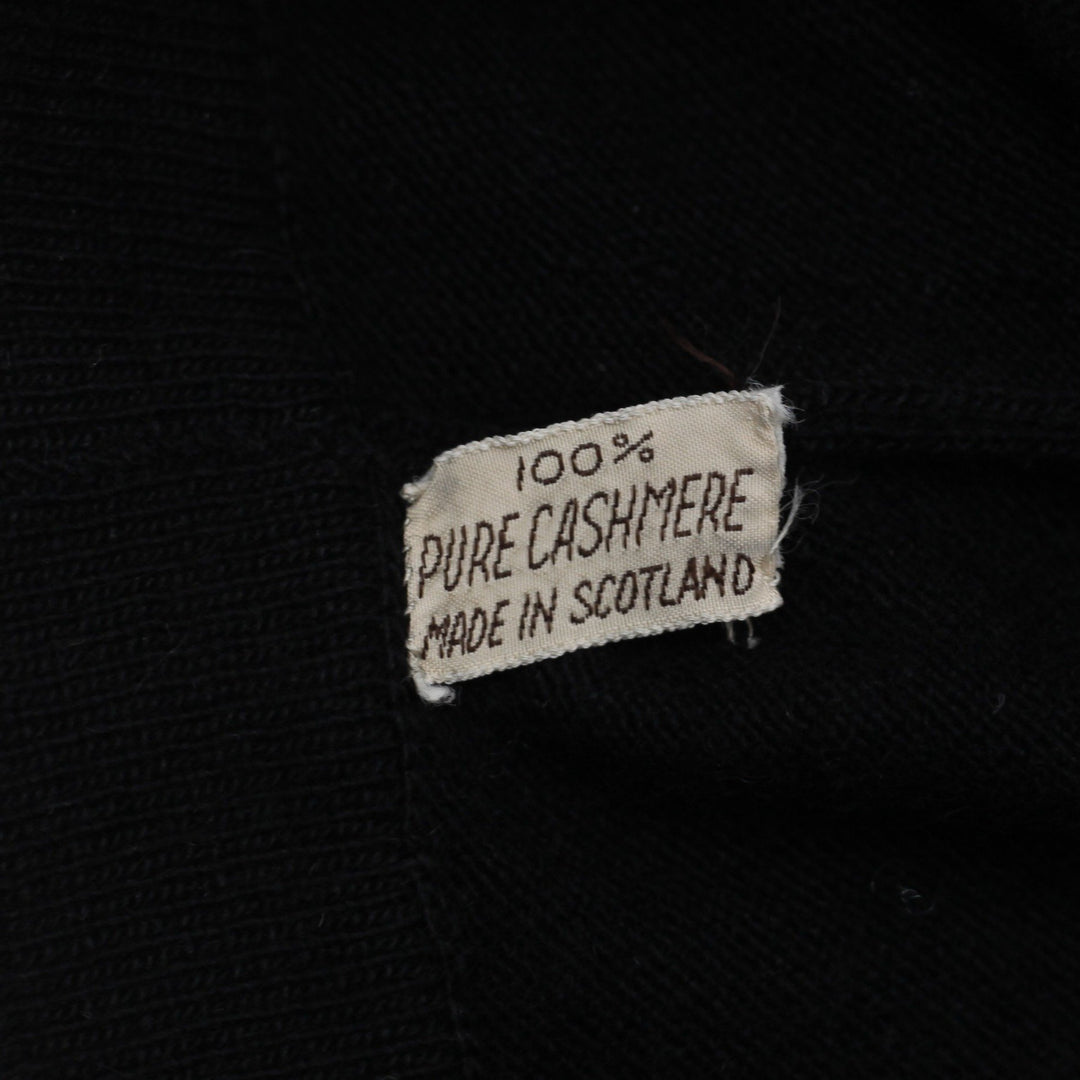 100%
PURE CASHMERE
MADE IN SCOTLAND